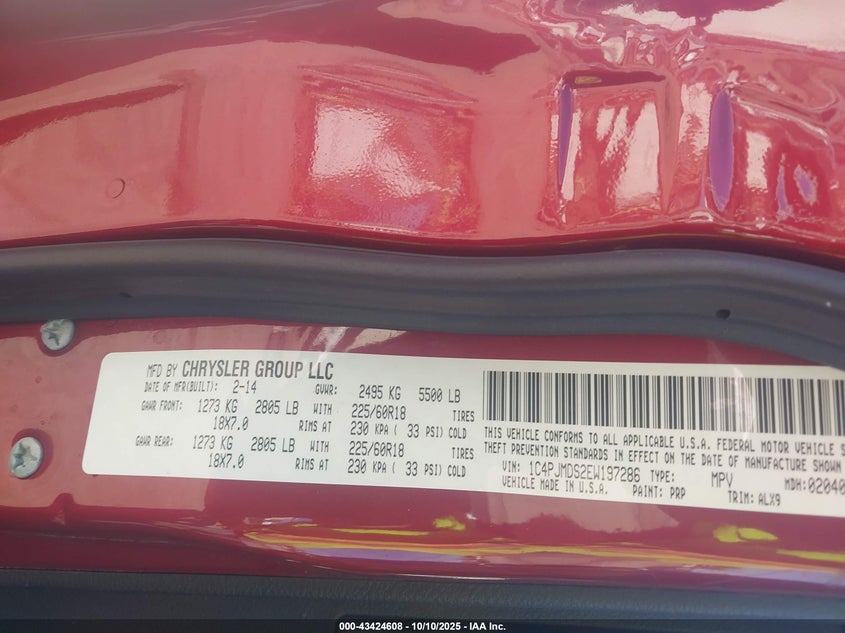 MFD BY CHRYSLER GROUP LLC
DATE OF MFR(BUILT): 2-14 GVWR: 2495 KG 5500 LB
GAWR FRONT: 1273 KG 2805 LB WITH 225/60R18 TIRES
18X7.0 RIMS AT 230 KPA ( 33 PSI) COLD
GAWR REAR: 1273 KG 2805 LB WITH 225/60R18 TIRES
18X7.0 RIMS AT 230 KPA ( 33 PSI) COLD
THIS VEHICLE CONFORMS TO ALL APPLICABLE U.S.A. FEDERAL MOTOR VEHICLE S
THEFT PREVENTION STANDARDS IN EFFECT ON THE DATE OF MANUFACTURE SHOWN
VIN: 1C4PJMDS2EW197286 TYPE: MPV MDH:02040
VEHICLE MADE IN U.S.A. PAINT: PRP TRIM: ALX9
000-43424608 - 10/10/2025 - IAA Inc.